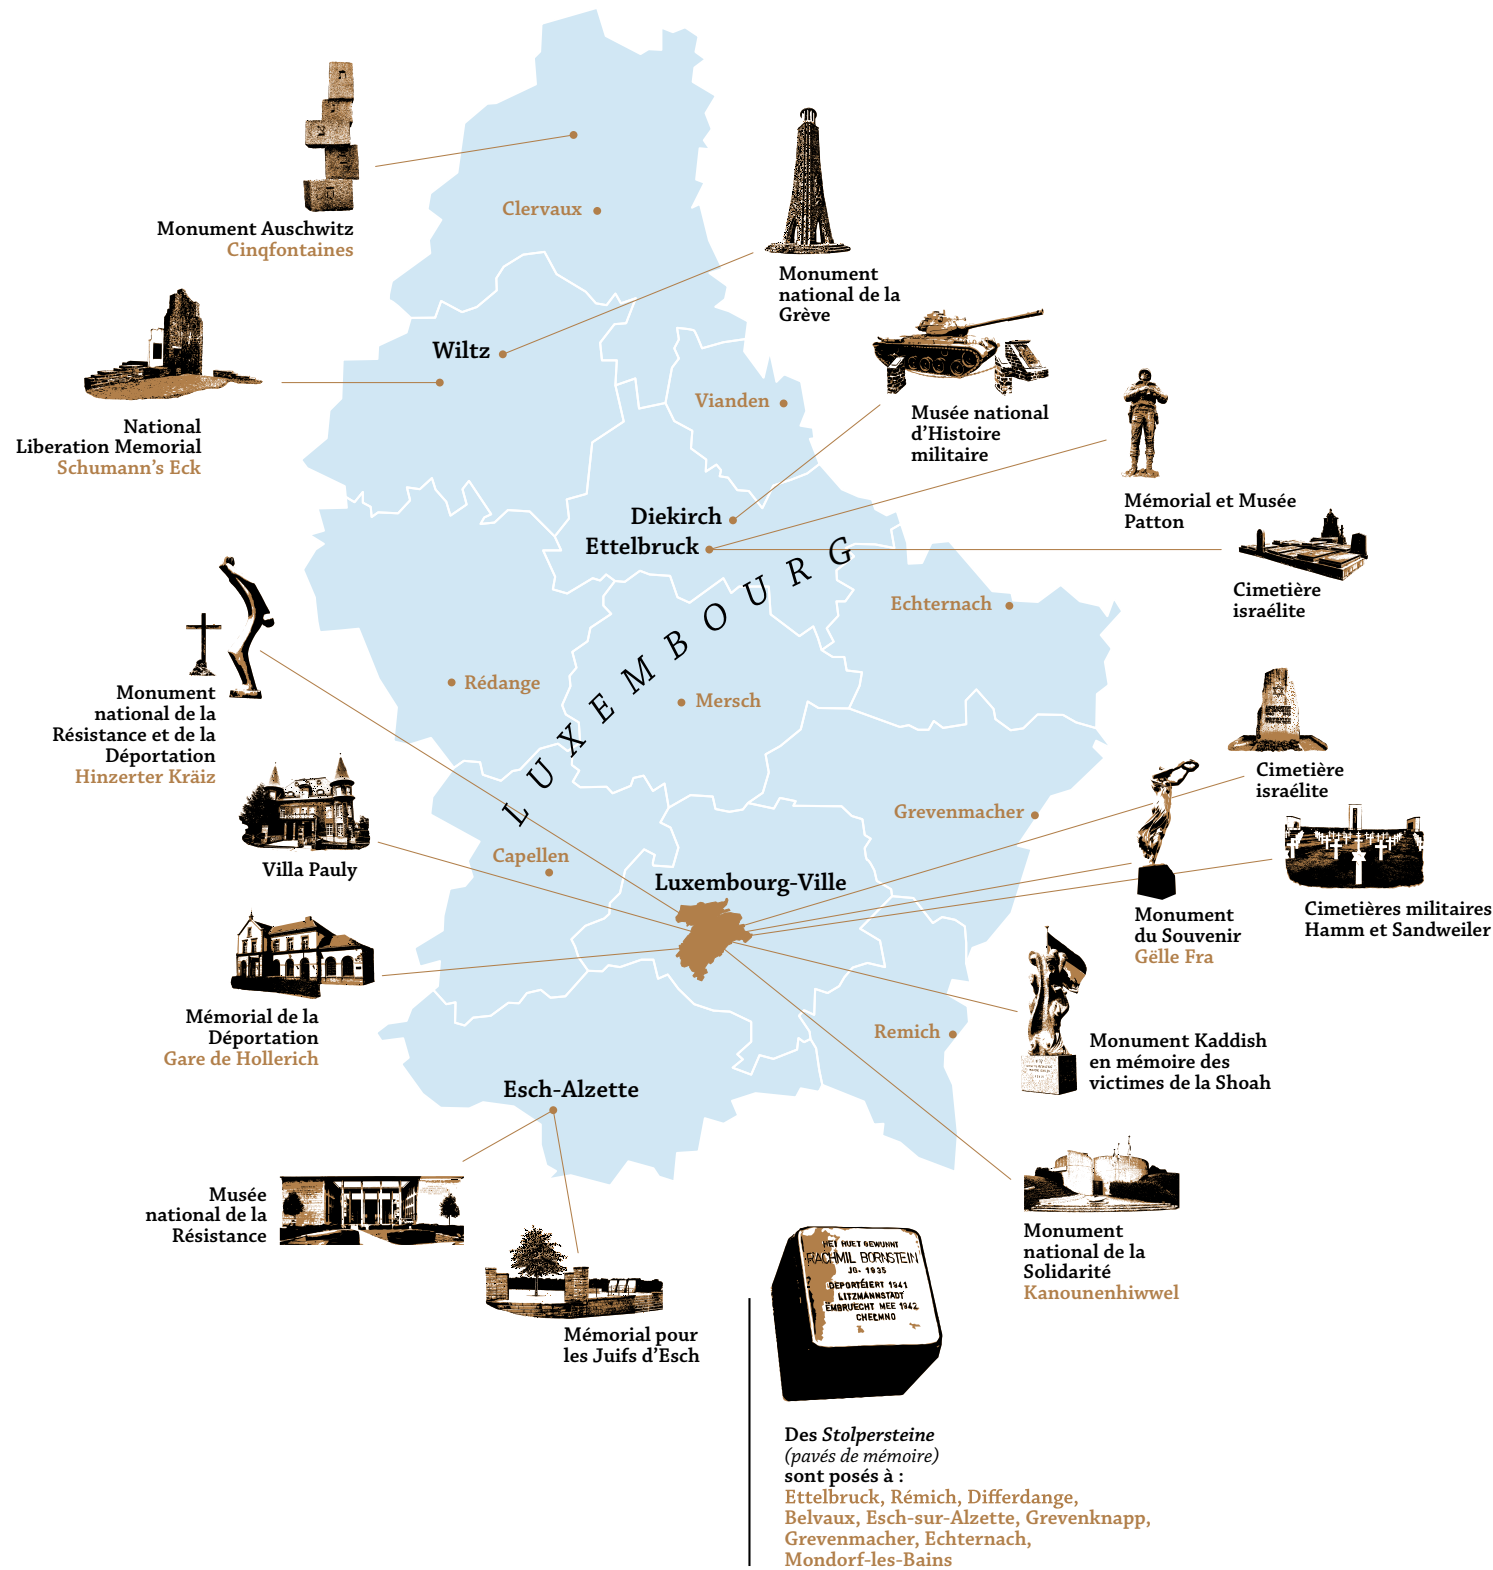 Monument Auschwitz
Cinqfontaines
Clervaux
Monument
national de la
Grève
National
Liberation Memorial
Schumann’s Eck
Wiltz
Vianden
Musée national
d’Histoire
militaire
Mémorial et Musée
Patton
Diekirch
Ettelbruck
Cimetière
israélite
LUXEMBOURG
Echternach
Rédange
Mersch
Monument
national de la
Résistance et de la
Déportation
Hinzerter Kräiz
Cimetière
israélite
Grevenmacher
Villa Pauly
Capellen
Luxembourg-Ville
Monument
du Souvenir
Gëlle Fra
Cimetières militaires
Hamm et Sandweiler
Mémorial de la
Déportation
Gare de Hollerich
Remich
Monument Kaddish
en mémoire des
victimes de la Shoah
Esch-Alzette
Musée
national de la
Résistance
Mémorial pour
les Juifs d’Esch
Monument
national de la
Solidarité
Kanounenhiwwel
HEI HUET GEWUNNT
RACHMIL BORNSTEIN
JG. 1935
DEPORTÉIERT 1941
LITZMANNSTADT
EMBRUECHT MEE 1942
CHEŁMNO
Des Stolpersteine
(pavés de mémoire)
sont posés à :
Ettelbruck, Rémich, Differdange,
Belvaux, Esch-sur-Alzette, Grevenknapp,
Grevenmacher, Echternach,
Mondorf-les-Bains